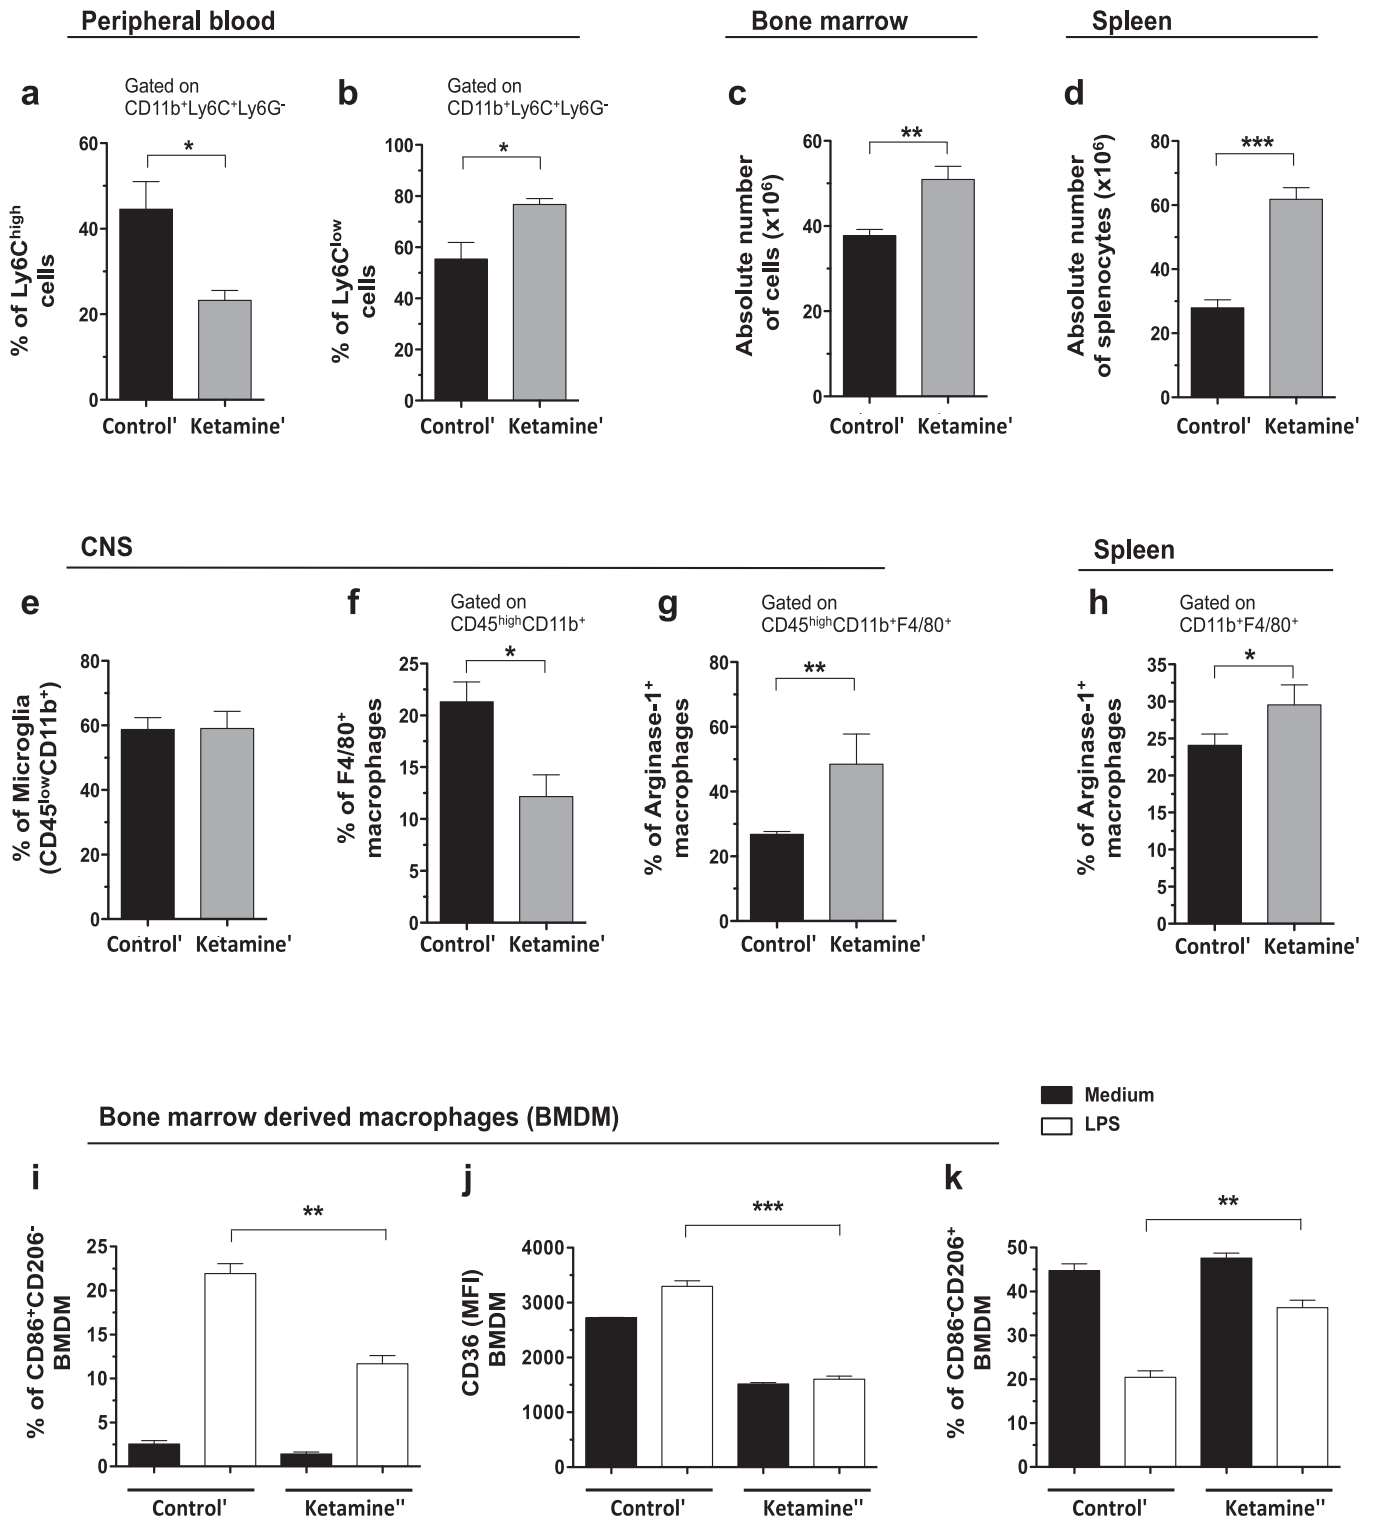 Peripheral blood
Bone marrow
Spleen
a
Gated on
CD11b⁺Ly6C⁺Ly6G⁻
% of Ly6Cʰⁱᵍʰ
cells
60
40
20
0
*
Control' Ketamine'
b
Gated on
CD11b⁺Ly6C⁺Ly6G⁻
% of Ly6Cˡᵒʷ
cells
100
80
60
40
20
0
*
Control' Ketamine'
c
Absolute number
of cells (x10⁶)
60
40
20
0
**
Control' Ketamine'
d
Absolute number
of splenocytes (x10⁶)
80
60
40
20
0
***
Control' Ketamine'
CNS
Spleen
e
% of Microglia
(CD45ˡᵒʷCD11b⁺)
80
60
40
20
0
Control' Ketamine'
f
Gated on
CD45ʰⁱᵍʰCD11b⁺
% of F4/80⁺
macrophages
25
20
15
10
5
0
*
Control' Ketamine'
g
Gated on
CD45ʰⁱᵍʰCD11b⁺F4/80⁺
% of Arginase-1⁺
macrophages
80
60
40
20
0
**
Control' Ketamine'
h
Gated on
CD11b⁺F4/80⁺
% of Arginase-1⁺
macrophages
35
30
25
20
15
10
5
0
*
Control' Ketamine'
Medium
LPS
Bone marrow derived macrophages (BMDM)
i
% of CD86⁺CD206⁻
BMDM
25
20
15
10
5
0
**
Control' Ketamine''
j
CD36 (MFI)
BMDM
4000
3000
2000
1000
0
***
Control' Ketamine''
k
% of CD86⁻CD206⁺
BMDM
50
40
30
20
10
0
**
Control' Ketamine''